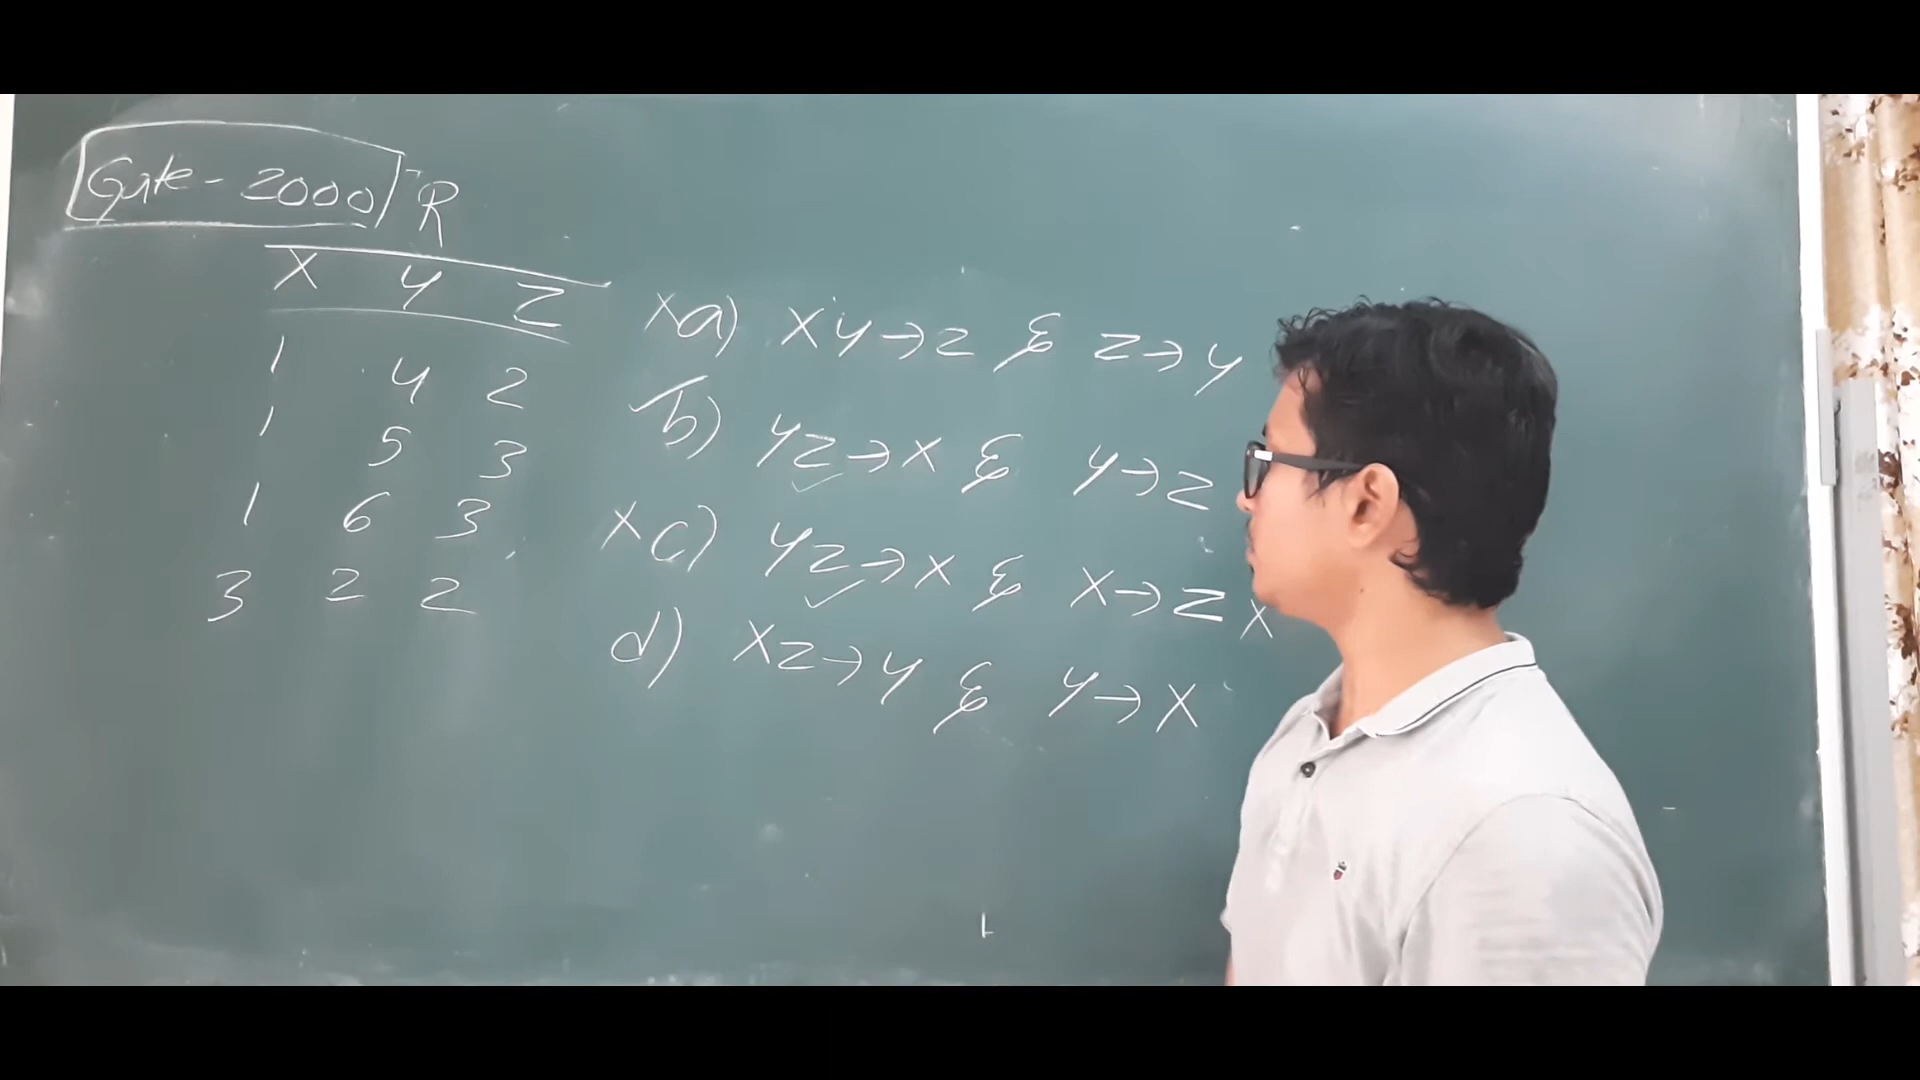 Gate - 2000 R
X Y Z
1 4 2
1 5 3
1 6 3
3 2 2
x a) XY→Z & Z→Y
✓ b) YZ→X & Y→Z
✓
x c) YZ→X & X→Z x
✓
d) XZ→Y & Y→X